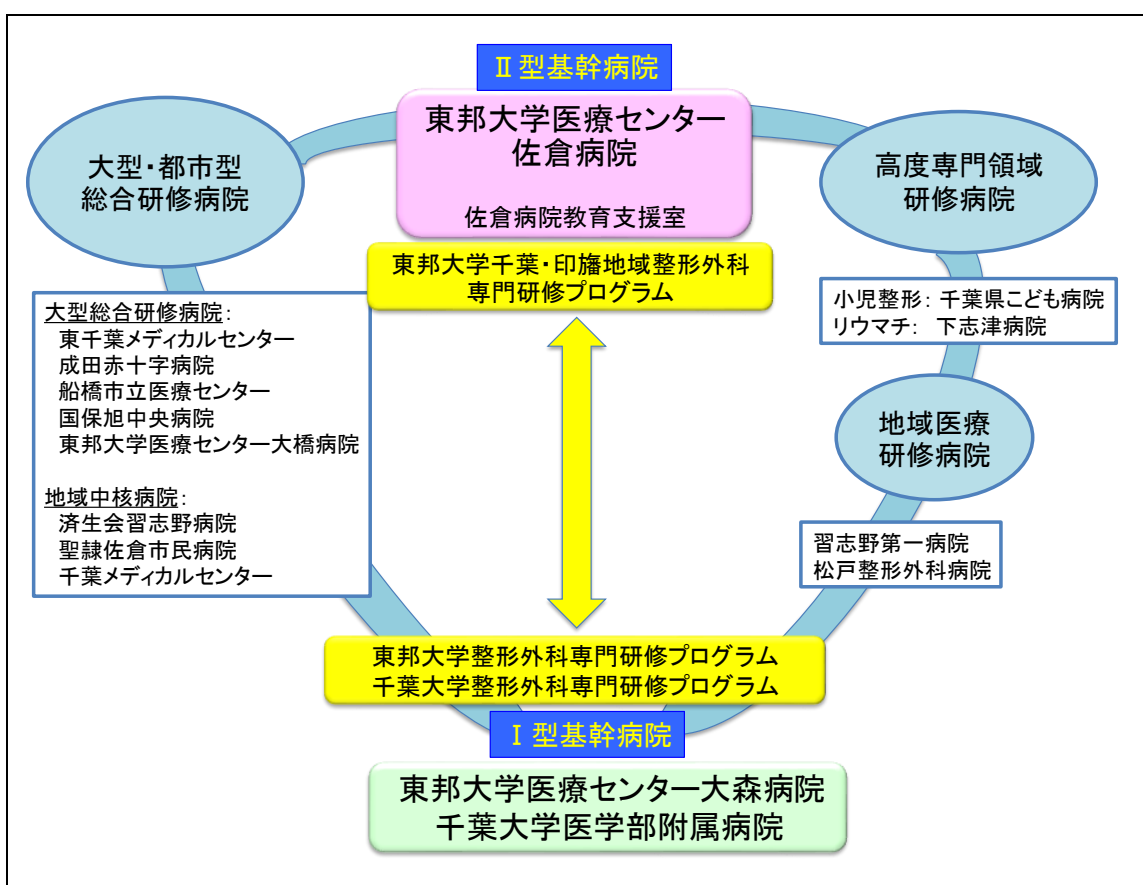 Ⅱ型基幹病院
東邦大学医療センター
佐倉病院
佐倉病院教育支援室
東邦大学千葉・印旛地域整形外科
専門研修プログラム
大型・都市型
総合研修病院
大型総合研修病院:
東千葉メディカルセンター
成田赤十字病院
船橋市立医療センター
国保旭中央病院
東邦大学医療センター大橋病院
地域中核病院:
済生会習志野病院
聖隷佐倉市民病院
千葉メディカルセンター
高度専門領域
研修病院
小児整形: 千葉県こども病院
リウマチ: 下志津病院
地域医療
研修病院
習志野第一病院
松戸整形外科病院
東邦大学整形外科専門研修プログラム
千葉大学整形外科専門研修プログラム
Ⅰ型基幹病院
東邦大学医療センター大森病院
千葉大学医学部附属病院